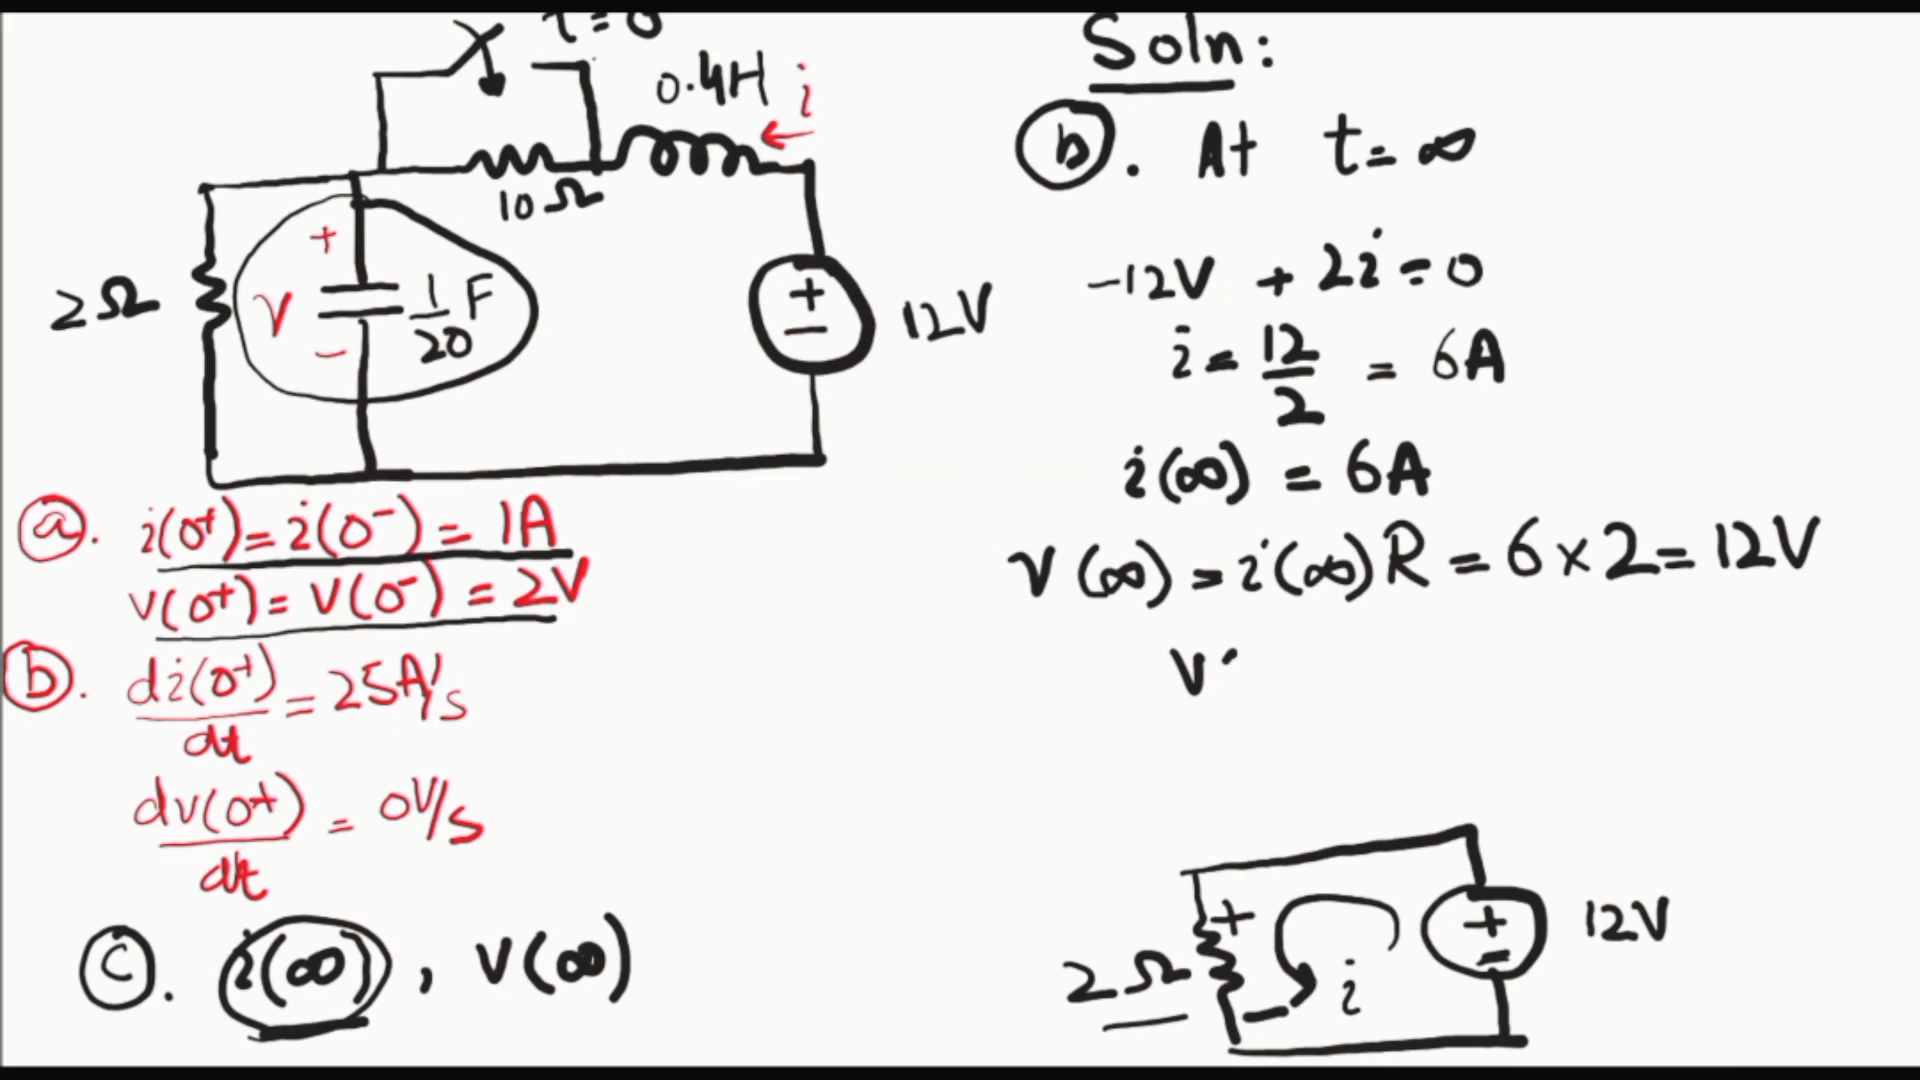 t=0
0.4H i
10Ω
2Ω
+
V
-
1/20 F
+
-
12V
a. i(0⁺)=i(0⁻)=1A
v(0⁺)=v(0⁻)=2V
b. di(0⁺)/dt = 25A/s
dv(0⁺)/dt = 0V/s
c. i(∞), v(∞)
Soln:
b. At t=∞
-12V + 2i=0
i = 12/2 = 6A
i(∞) = 6A
v(∞) = i(∞)R = 6×2=12V
v
2Ω
+
-
i
+
-
12V